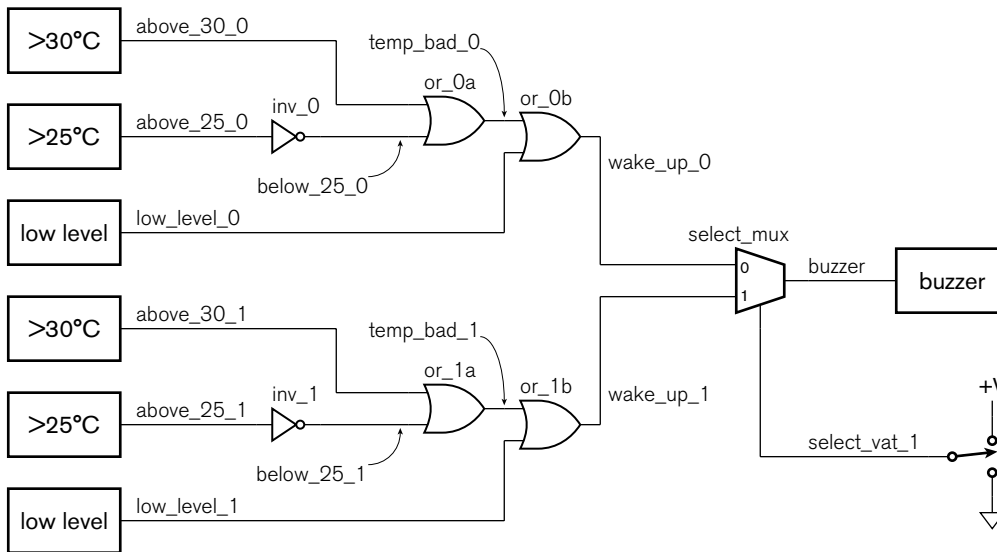 >30°C
above_30_0
temp_bad_0
or_0a
or_0b
>25°C
above_25_0
inv_0
below_25_0
wake_up_0
low level
low_level_0
select_mux
0
1
buzzer
buzzer
>30°C
above_30_1
temp_bad_1
or_1a
or_1b
>25°C
above_25_1
inv_1
below_25_1
wake_up_1
+V
select_vat_1
low level
low_level_1